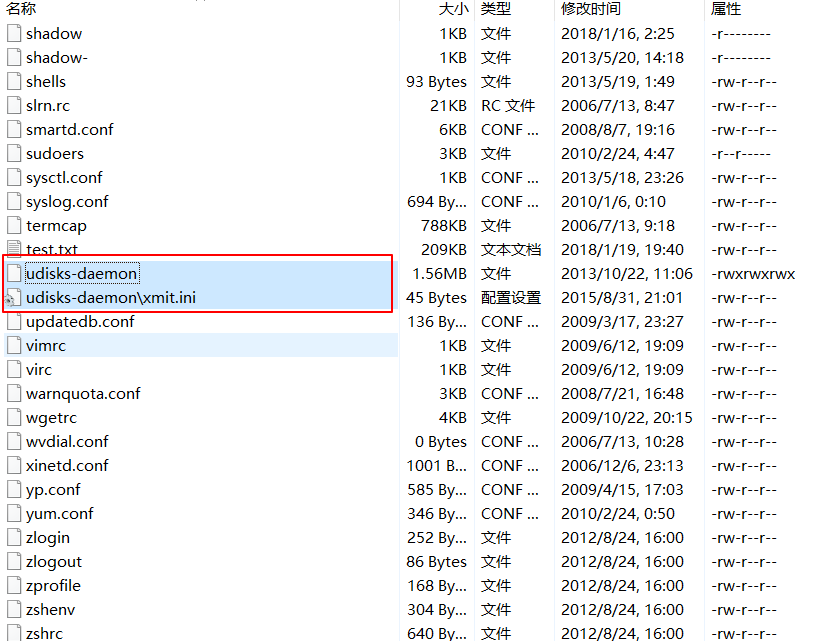 名称 大小 类型 修改时间 属性
shadow 1KB 文件 2018/1/16, 2:25 -r--------
shadow- 1KB 文件 2013/5/20, 14:18 -r--------
shells 93 Bytes 文件 2013/5/19, 1:49 -rw-r--r--
slrn.rc 21KB RC 文件 2006/7/13, 8:47 -rw-r--r--
smartd.conf 6KB CONF ... 2008/8/7, 19:16 -rw-r--r--
sudoers 3KB 文件 2010/2/24, 4:47 -r--r-----
sysctl.conf 1KB CONF ... 2013/5/18, 23:26 -rw-r--r--
syslog.conf 694 By... CONF ... 2010/1/6, 0:10 -rw-r--r--
termcap 788KB 文件 2006/7/13, 9:18 -rw-r--r--
test.txt 209KB 文本文档 2018/1/19, 19:40 -rw-r--r--
udisks-daemon 1.56MB 文件 2013/10/22, 11:06 -rwxrwxrwx
udisks-daemon\xmit.ini 45 Bytes 配置设置 2015/8/31, 21:01 -rw-r--r--
updatedb.conf 136 By... CONF ... 2009/3/17, 23:27 -rw-r--r--
vimrc 1KB 文件 2009/6/12, 19:09 -rw-r--r--
virc 1KB 文件 2009/6/12, 19:09 -rw-r--r--
warnquota.conf 3KB CONF ... 2008/7/21, 16:48 -rw-r--r--
wgetrc 4KB 文件 2009/10/22, 20:15 -rw-r--r--
wvdial.conf 0 Bytes CONF ... 2006/7/13, 10:28 -rw-r--r--
xinetd.conf 1001 B... CONF ... 2006/12/6, 23:13 -rw-r--r--
yp.conf 585 By... CONF ... 2009/4/15, 17:03 -rw-r--r--
yum.conf 346 By... CONF ... 2010/2/24, 0:50 -rw-r--r--
zlogin 252 By... 文件 2012/8/24, 16:00 -rw-r--r--
zlogout 86 Bytes 文件 2012/8/24, 16:00 -rw-r--r--
zprofile 168 By... 文件 2012/8/24, 16:00 -rw-r--r--
zshenv 304 By... 文件 2012/8/24, 16:00 -rw-r--r--
zshrc 640 By... 文件 2012/8/24, 16:00 -rw-r--r--